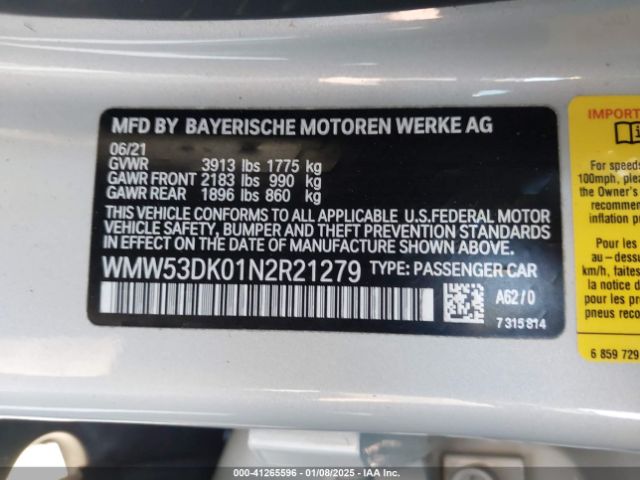 MFD BY BAYERISCHE MOTOREN WERKE AG
06/21
GVWR 3913 lbs 1775 kg
GAWR FRONT 2183 lbs 990 kg
GAWR REAR 1896 lbs 860 kg
THIS VEHICLE CONFORMS TO ALL APPLICABLE U.S.FEDERAL MOTOR
VEHICLE SAFETY, BUMPER AND THEFT PREVENTION STANDARDS
IN EFFECT ON THE DATE OF MANUFACTURE SHOWN ABOVE.
WMW53DK01N2R21279 TYPE: PASSENGER CAR
A62/0
7315814
For speeds
100mph, plea
the Owner's
recommen
inflation pr
Pour les
au-dessu
km/h, faites
la notice d
pour les pr
pneus reco
6 859 729
000-41265596 - 01/08/2025 - IAA Inc.